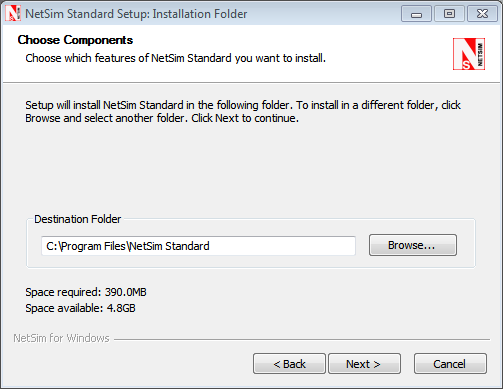 NetSim Standard Setup: Installation Folder
Choose Components
Choose which features of NetSim Standard you want to install.
N
S
NETSIM
Setup will install NetSim Standard in the following folder. To install in a different folder, click
Browse and select another folder. Click Next to continue.
Destination Folder
C:\Program Files\NetSim Standard
Browse...
Space required: 390.0MB
Space available: 4.8GB
NetSim for Windows
< Back
Next >
Cancel